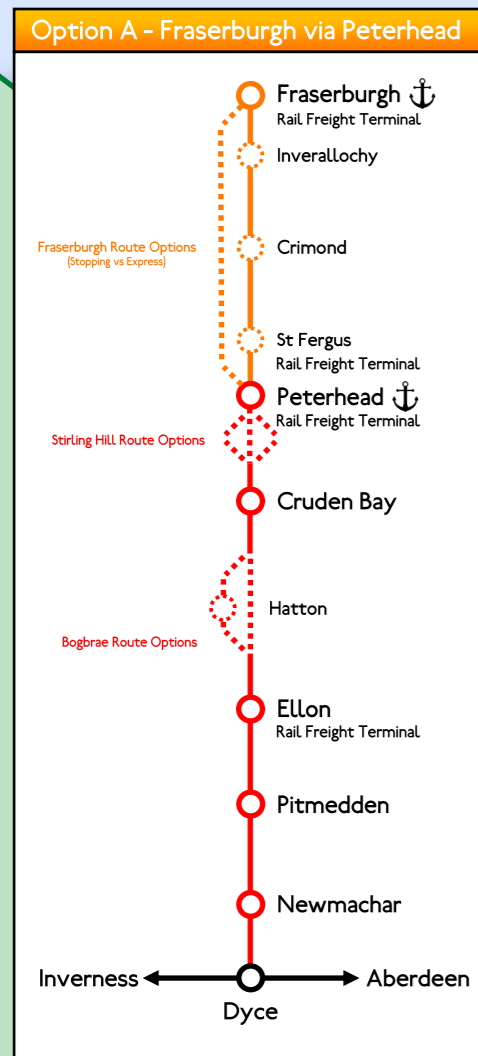 Option A - Fraserburgh via Peterhead
Fraserburgh
Rail Freight Terminal
Inverallochy
Fraserburgh Route Options
(Stopping vs Express)
Crimond
St Fergus
Rail Freight Terminal
Peterhead
Rail Freight Terminal
Stirling Hill Route Options
Cruden Bay
Hatton
Bogbrae Route Options
Ellon
Rail Freight Terminal
Pitmedden
Newmachar
Inverness
Aberdeen
Dyce